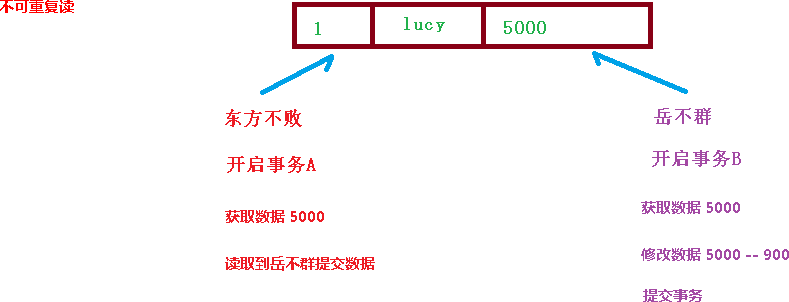 不可重复读
1 lucy 5000
东方不败 岳不群
开启事务A 开启事务B
获取数据 5000 获取数据 5000
读取到岳不群提交数据 修改数据 5000 -- 900
提交事务